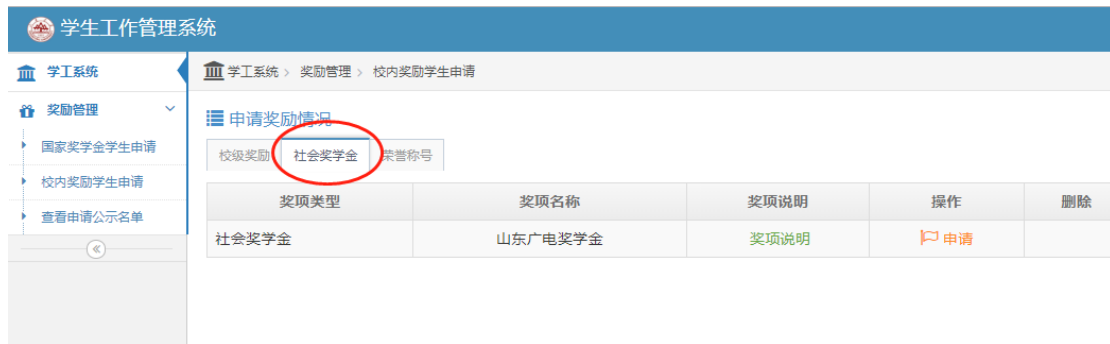 学生工作管理系统
学工系统
学工系统 > 奖励管理 > 校内奖励学生申请
奖励管理
国家奖学金学生申请
校内奖励学生申请
查看申请公示名单
申请奖励情况
校级奖励 社会奖学金 荣誉称号
奖项类型 奖项名称 奖项说明 操作 删除
社会奖学金 山东广电奖学金 奖项说明 申请